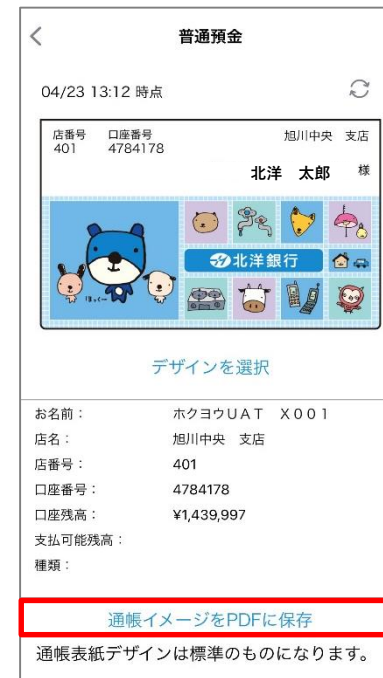 普通預金
04/23 13:12 時点
店番号 口座番号 旭川中央 支店
401 4784178
北洋 太郎 様
ほっくー
北洋銀行
デザインを選択
お名前： ホクヨウUAT X001
店名： 旭川中央 支店
店番号： 401
口座番号： 4784178
口座残高： ¥1,439,997
支払可能残高：
種類：
通帳イメージをPDFに保存
通帳表紙デザインは標準のものになります。